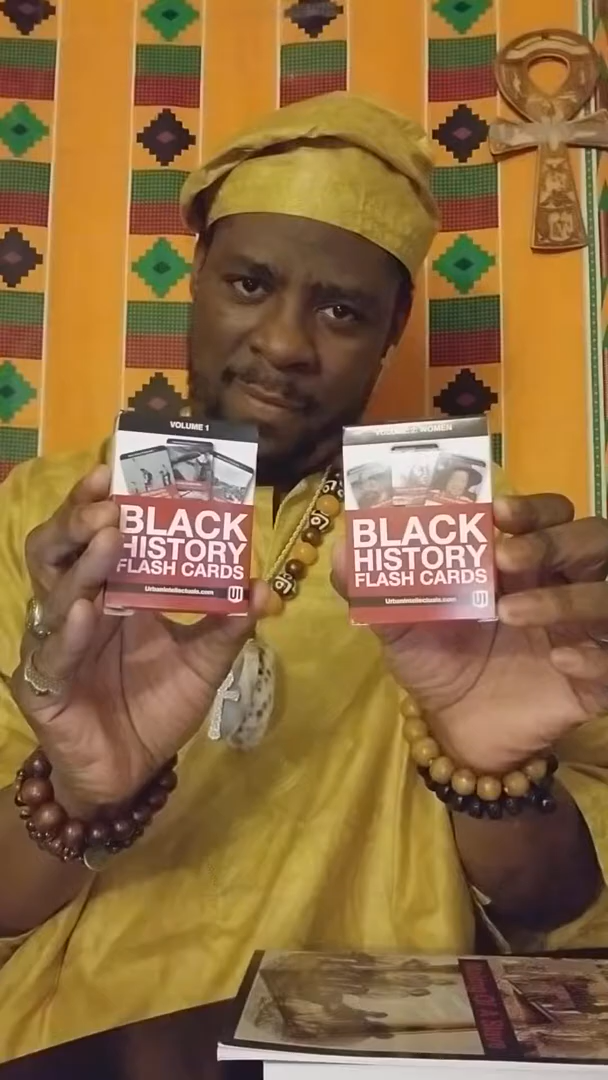 VOLUME 1
BLACK
HISTORY
FLASH CARDS
UrbanIntellectuals.com
UI
VOLUME 2: WOMEN
BLACK
HISTORY
FLASH CARDS
UrbanIntellectuals.com
UI